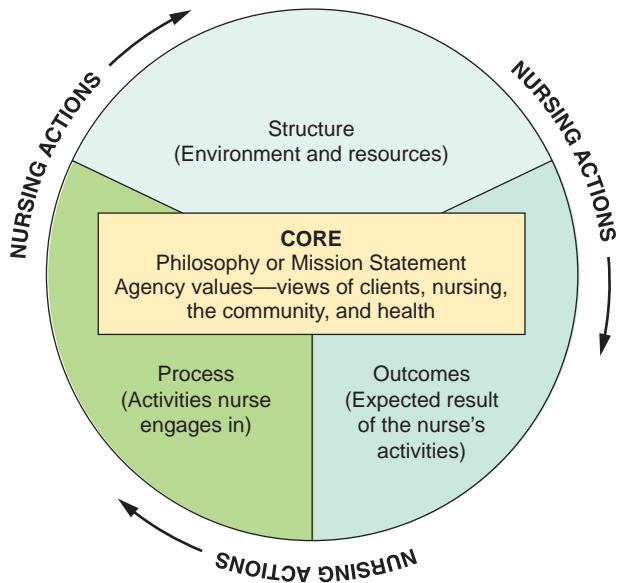 NURSING ACTIONS
NURSING ACTIONS
Structure
(Environment and resources)
CORE
Philosophy or Mission Statement
Agency values—views of clients, nursing,
the community, and health
Process
(Activities nurse
engages in)
Outcomes
(Expected result
of the nurse's
activities)
NURSING ACTIONS